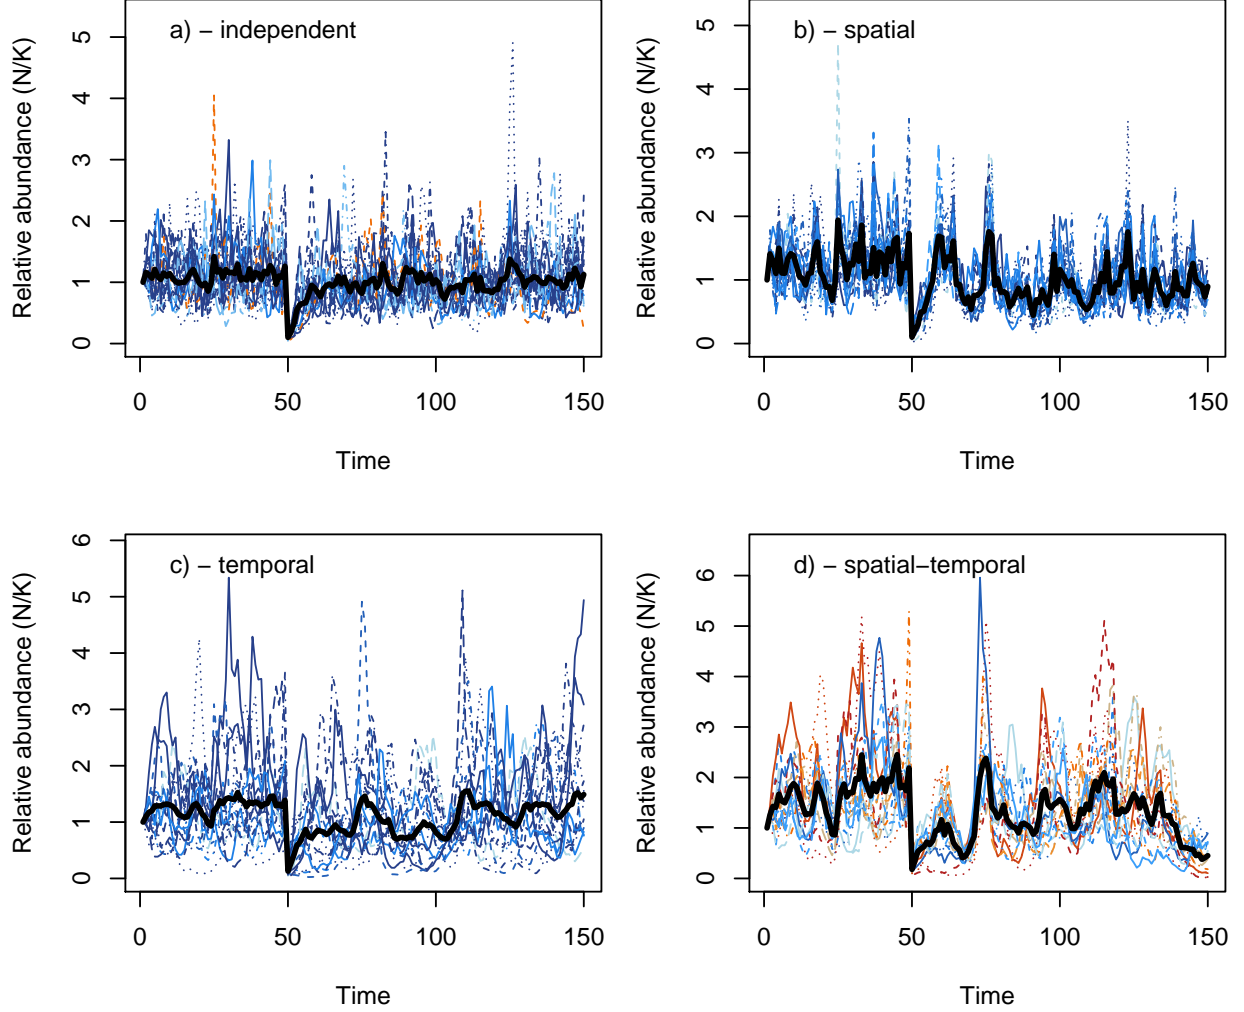 a) − independent
Relative abundance (N/K)
0 1 2 3 4 5
0 50 100 150
Time
b) − spatial
Relative abundance (N/K)
0 1 2 3 4 5
0 50 100 150
Time
c) − temporal
Relative abundance (N/K)
0 1 2 3 4 5 6
0 50 100 150
Time
d) − spatial−temporal
Relative abundance (N/K)
0 1 2 3 4 5 6
0 50 100 150
Time